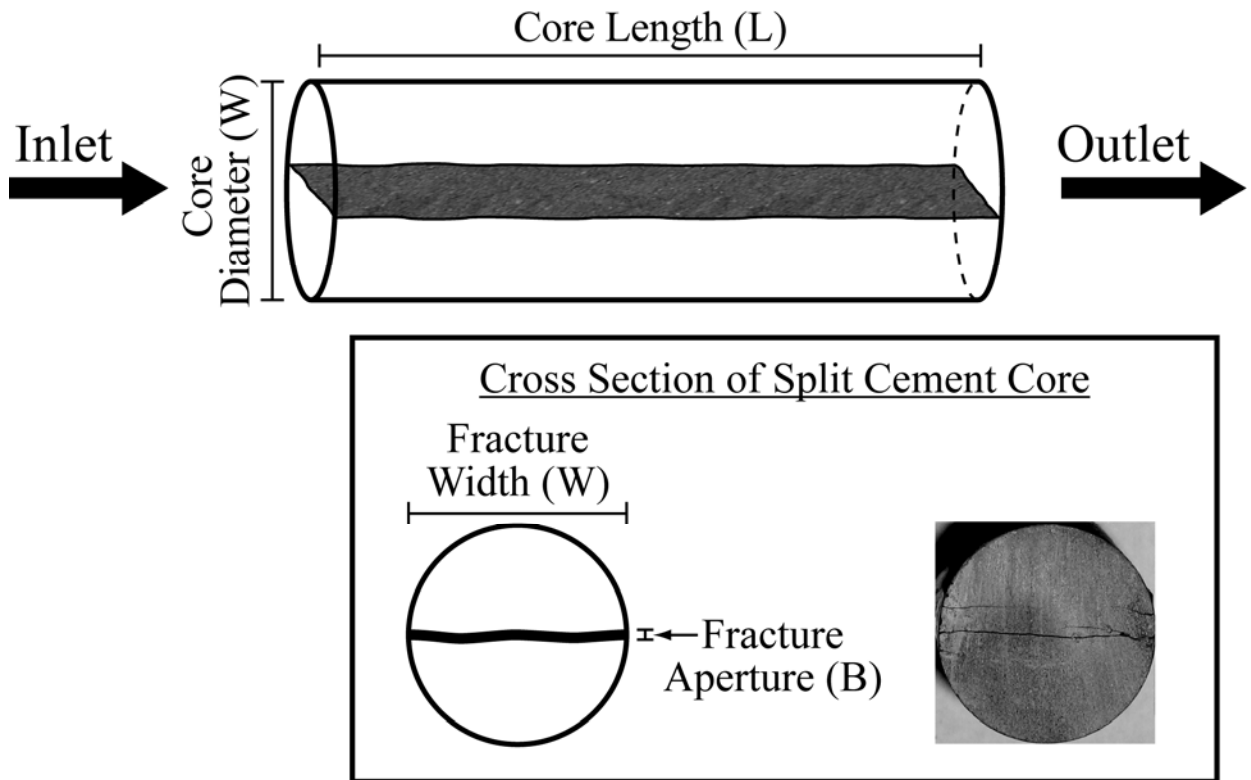 Core Length (L)
Inlet
Core
Diameter (W)
Outlet
Cross Section of Split Cement Core
Fracture
Width (W)
Fracture
Aperture (B)